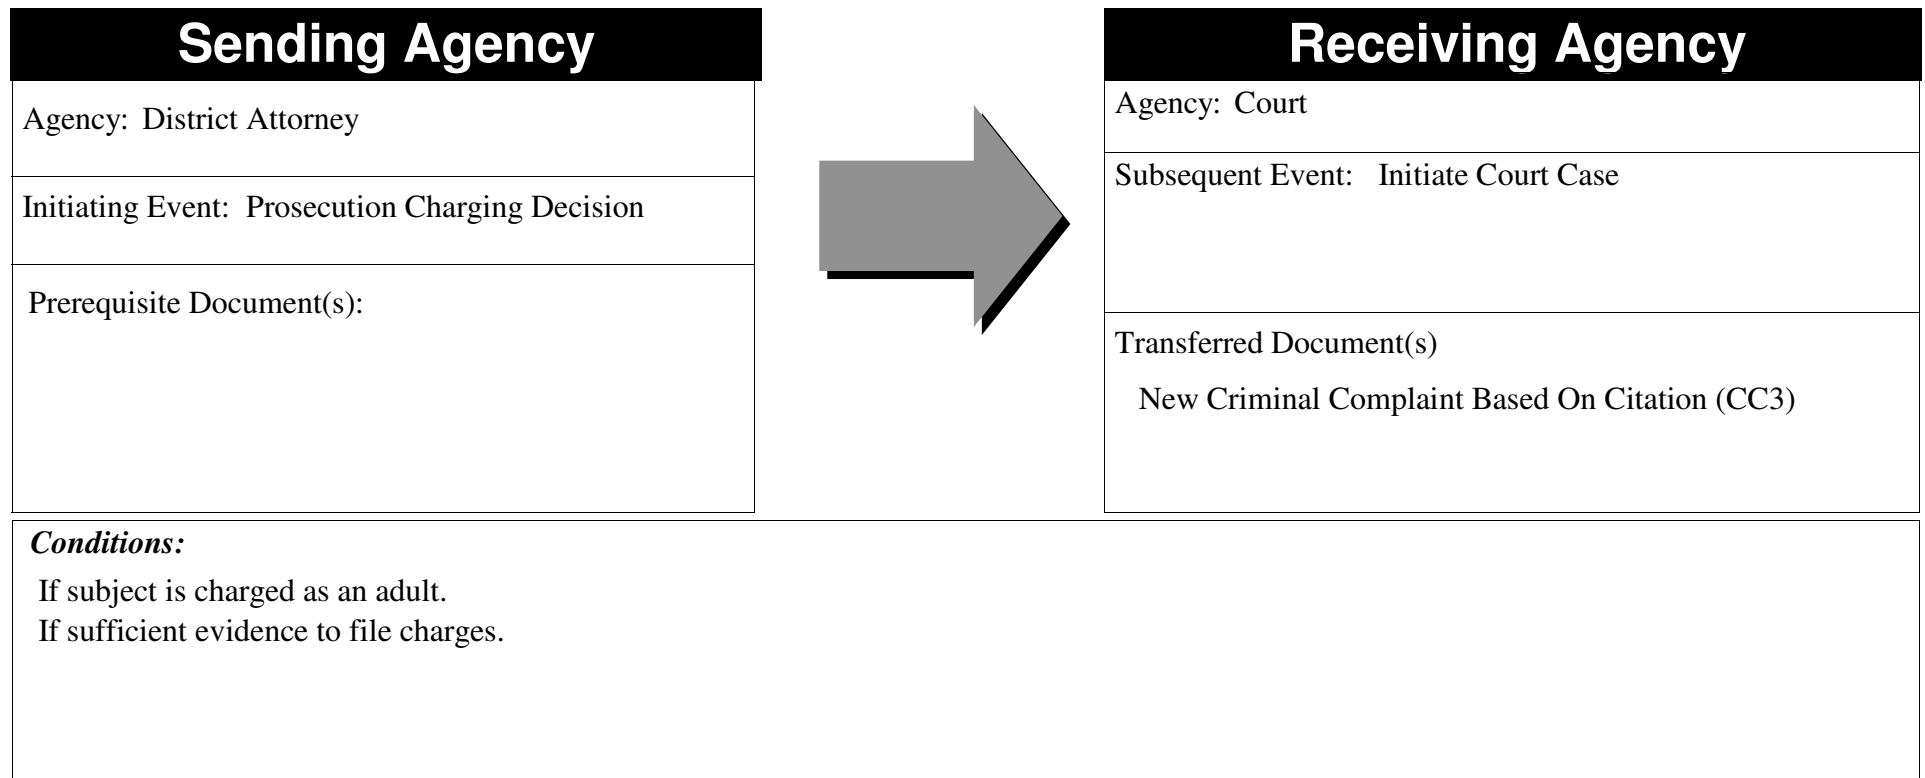 Sending Agency
Agency: District Attorney
Initiating Event: Prosecution Charging Decision
Prerequisite Document(s):
Receiving Agency
Agency: Court
Subsequent Event: Initiate Court Case
Transferred Document(s)
New Criminal Complaint Based On Citation (CC3)
Conditions:
If subject is charged as an adult.
If sufficient evidence to file charges.